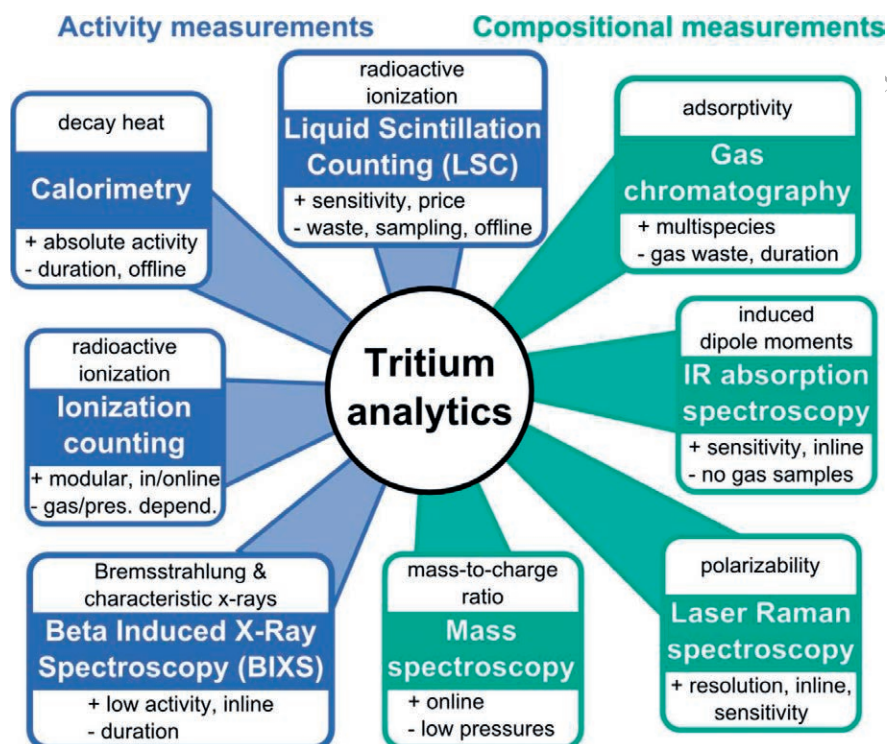 Activity measurements
Compositional measurements
radioactive
ionization
Liquid Scintillation
Counting (LSC)
+ sensitivity, price
- waste, sampling, offline
decay heat
Calorimetry
+ absolute activity
- duration, offline
adsorptivity
Gas
chromatography
+ multispecies
- gas waste, duration
radioactive
ionization
Ionization
counting
+ modular, in/online
- gas/pres. depend.
Tritium
analytics
induced
dipole moments
IR absorption
spectroscopy
+ sensitivity, inline
- no gas samples
Bremsstrahlung &
characteristic x-rays
Beta Induced X-Ray
Spectroscopy (BIXS)
+ low activity, inline
- duration
mass-to-charge
ratio
Mass
spectroscopy
+ online
- low pressures
polarizability
Laser Raman
spectroscopy
+ resolution, inline,
sensitivity